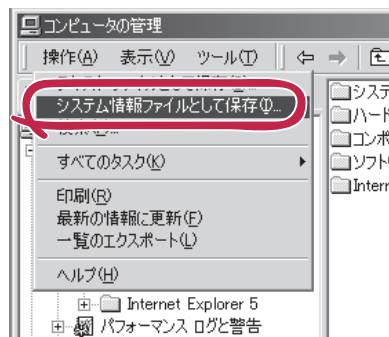 コンピュータの管理
操作(A) 表示(V) ツール(T)
システム情報ファイルとして保存(I)...
すべてのタスク(K)
印刷(R)
最新の情報に更新(F)
一覧のエクスポート(L)
ヘルプ(H)
Internet Explorer 5
パフォーマンス ログと警告
システ
ハード
コンポ
ソフト
Intern